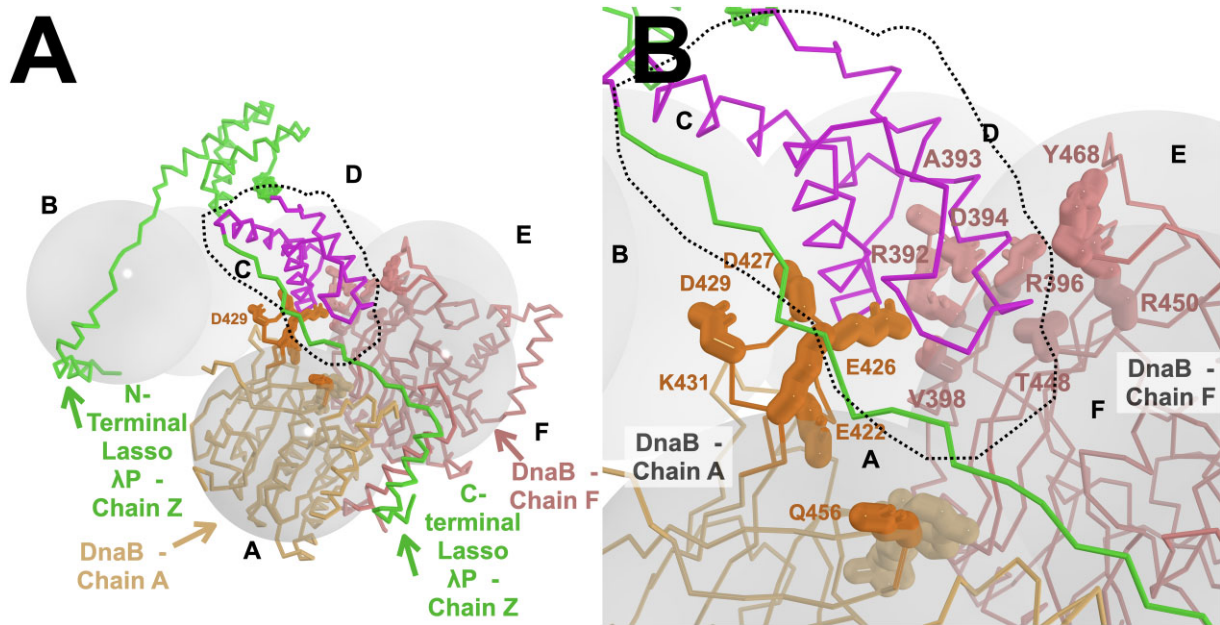 A
B
D
E
C
D429
N-
Terminal
Lasso
λP -
Chain Z
F
DnaB -
Chain F
C-
terminal
Lasso
λP -
Chain Z
DnaB -
Chain A
A
B
C
D
E
A393
Y468
D394
B
D427
R392
D429
R396
R450
E426
K431
V398
T448
DnaB -
Chain F
E422
F
DnaB -
Chain A
A
Q456